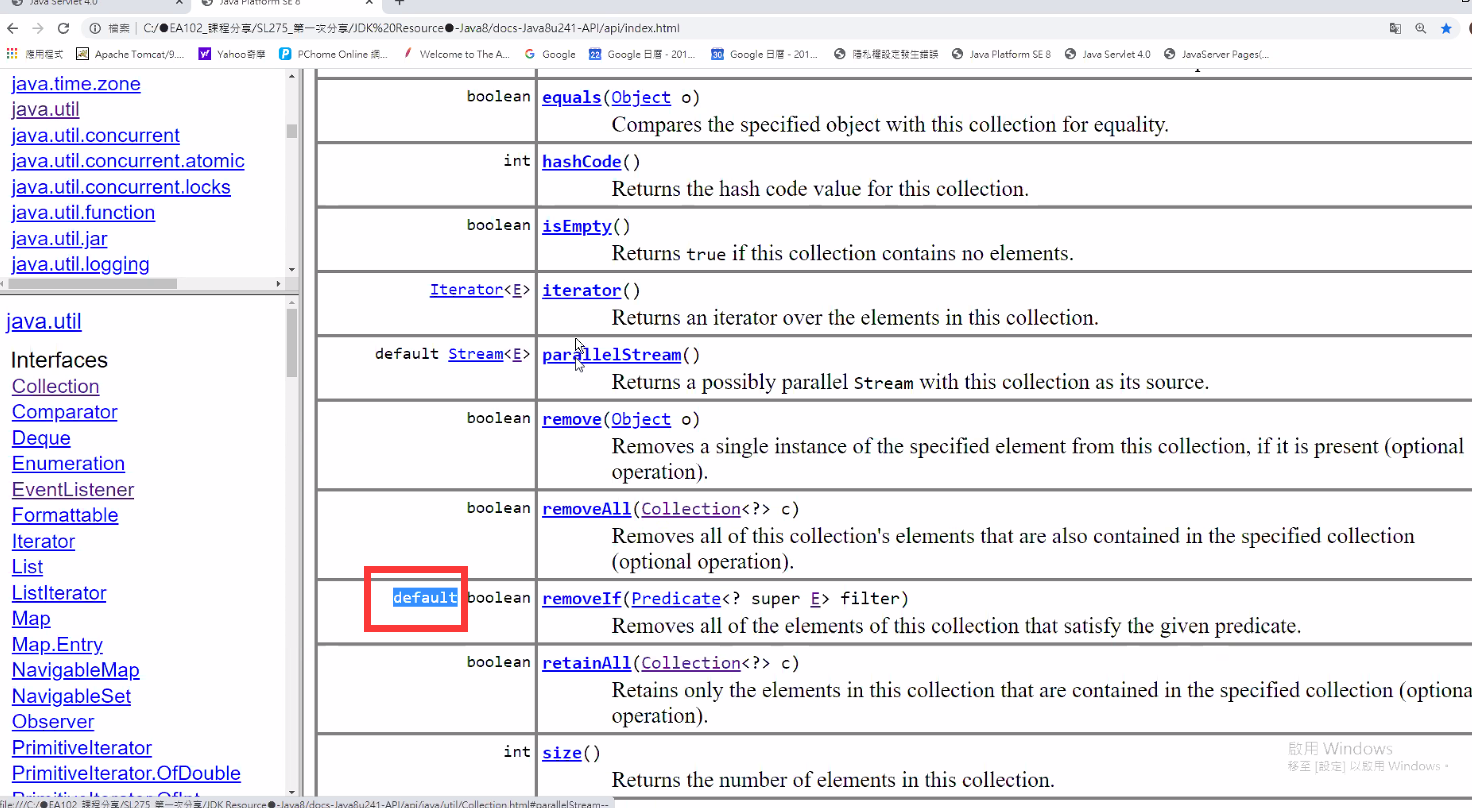 Java Servlet 4.0
Java Platform SE 8
檔案 | C:/●EA102_課程分享/SL275_第一次分享/JDK%20Resource●-Java8/docs-Java8u241-API/api/index.html
應用程式 Apache Tomcat/9.... Yahoo奇摩 PChome Online 網... Welcome to The A... Google Google 日曆 - 201... Google 日曆 - 201... 隱私權設定發生錯誤 Java Platform SE 8 Java Servlet 4.0 JavaServer Pages(...
java.time.zone
java.util
java.util.concurrent
java.util.concurrent.atomic
java.util.concurrent.locks
java.util.function
java.util.jar
java.util.logging
java.util
Interfaces
Collection
Comparator
Deque
Enumeration
EventListener
Formattable
Iterator
List
ListIterator
Map
Map.Entry
NavigableMap
NavigableSet
Observer
PrimitiveIterator
PrimitiveIterator.OfDouble
PrimitiveIterator.OfInt
boolean equals(Object o)
Compares the specified object with this collection for equality.
int hashCode()
Returns the hash code value for this collection.
boolean isEmpty()
Returns true if this collection contains no elements.
Iterator<E> iterator()
Returns an iterator over the elements in this collection.
default Stream<E> parallelStream()
Returns a possibly parallel Stream with this collection as its source.
boolean remove(Object o)
Removes a single instance of the specified element from this collection, if it is present (optional
operation).
boolean removeAll(Collection<?> c)
Removes all of this collection's elements that are also contained in the specified collection
(optional operation).
default boolean removeIf(Predicate<? super E> filter)
Removes all of the elements of this collection that satisfy the given predicate.
boolean retainAll(Collection<?> c)
Retains only the elements in this collection that are contained in the specified collection (optiona
operation).
int size()
Returns the number of elements in this collection.
啟用 Windows
移至 [設定] 以啟用 Windows。
file:///C:/●EA102_課程分享/SL275_第一次分享/JDK Resource●-Java8/docs-Java8u241-API/api/java/util/Collection.html#parallelStream--